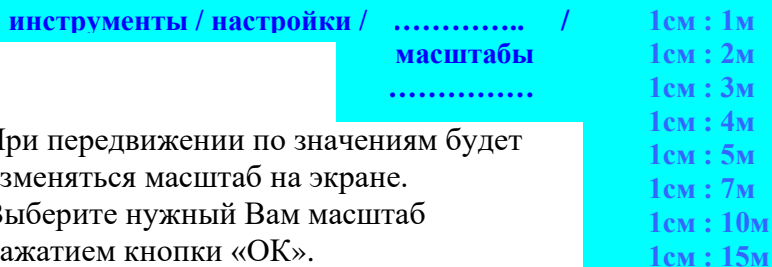 инструменты / настройки / ………….. /
масштабы
……………
1см : 1м
1см : 2м
1см : 3м
1см : 4м
1см : 5м
1см : 7м
1см : 10м
1см : 15м
При передвижении по значениям будет
изменяться масштаб на экране.
Выберите нужный Вам масштаб
нажатием кнопки «ОК».